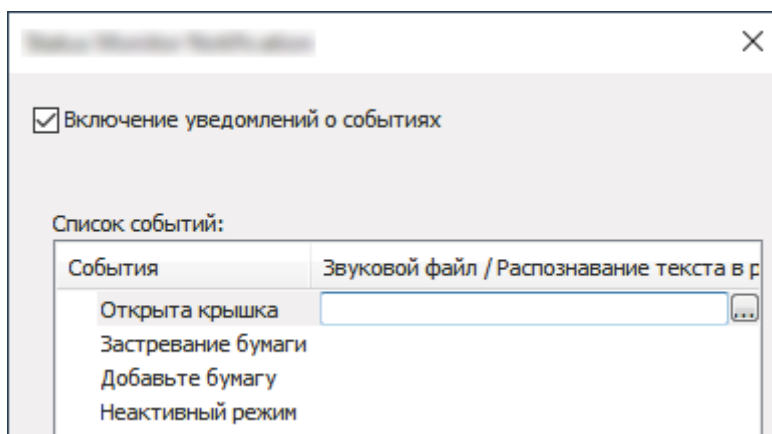 Включение уведомлений о событиях
Список событий:
События Звуковой файл / Распознавание текста в р
Открыта крышка ...
Застревание бумаги
Добавьте бумагу
Неактивный режим